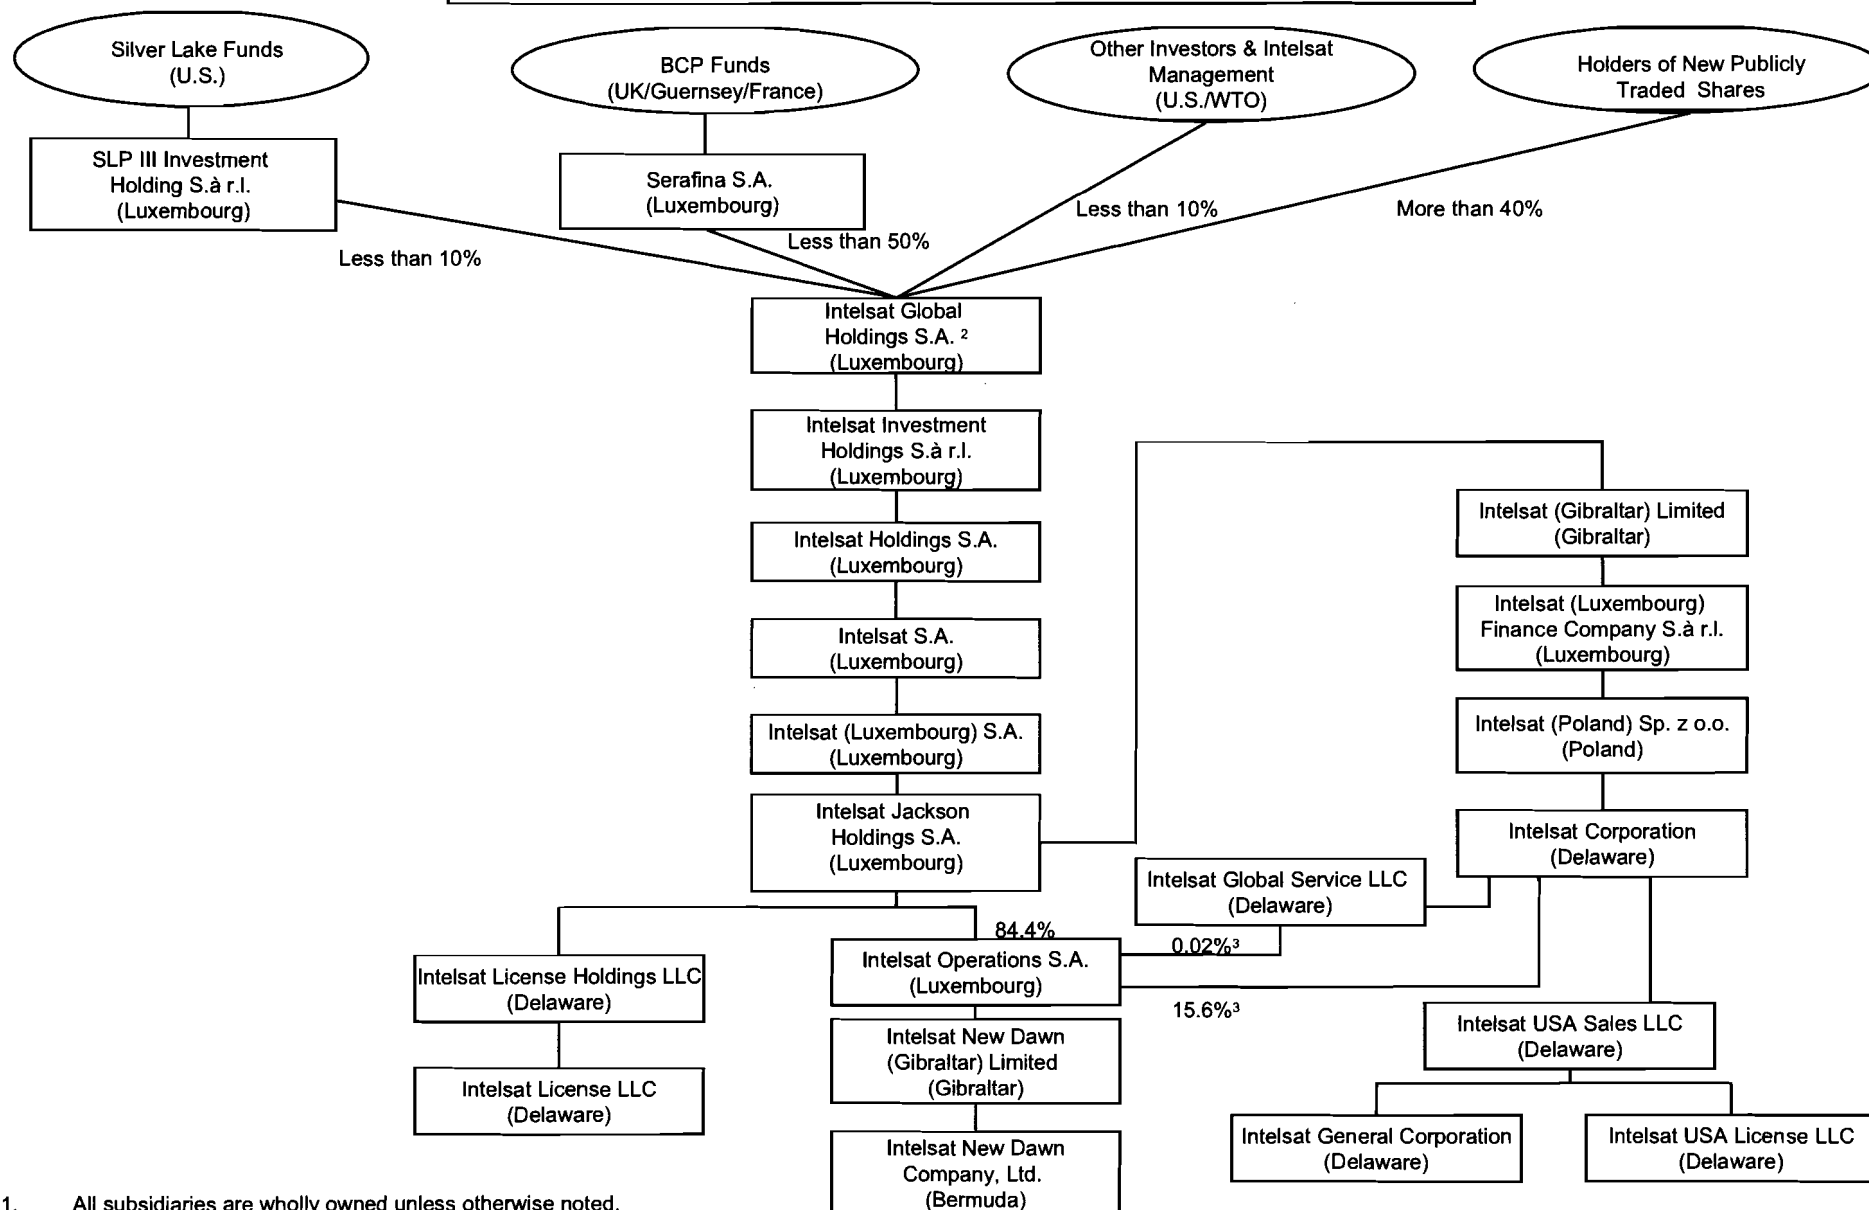 Silver Lake Funds
(U.S.)
BCP Funds
(UK/Guernsey/France)
Other Investors & Intelsat
Management
(U.S./WTO)
Holders of New Publicly
Traded Shares
SLP III Investment
Holding S.à r.l.
(Luxembourg)
Serafina S.A.
(Luxembourg)
Less than 10%
Less than 50%
Less than 10%
More than 40%
Intelsat Global
Holdings S.A. ²
(Luxembourg)
Intelsat Investment
Holdings S.à r.l.
(Luxembourg)
Intelsat Holdings S.A.
(Luxembourg)
Intelsat S.A.
(Luxembourg)
Intelsat (Luxembourg) S.A.
(Luxembourg)
Intelsat Jackson
Holdings S.A.
(Luxembourg)
Intelsat (Gibraltar) Limited
(Gibraltar)
Intelsat (Luxembourg)
Finance Company S.à r.l.
(Luxembourg)
Intelsat (Poland) Sp. z o.o.
(Poland)
Intelsat Corporation
(Delaware)
Intelsat Global Service LLC
(Delaware)
84.4%
0.02%³
15.6%³
Intelsat License Holdings LLC
(Delaware)
Intelsat Operations S.A.
(Luxembourg)
Intelsat USA Sales LLC
(Delaware)
Intelsat License LLC
(Delaware)
Intelsat New Dawn
(Gibraltar) Limited
(Gibraltar)
Intelsat New Dawn
Company, Ltd.
(Bermuda)
Intelsat General Corporation
(Delaware)
Intelsat USA License LLC
(Delaware)
1. All subsidiaries are wholly owned unless otherwise noted.